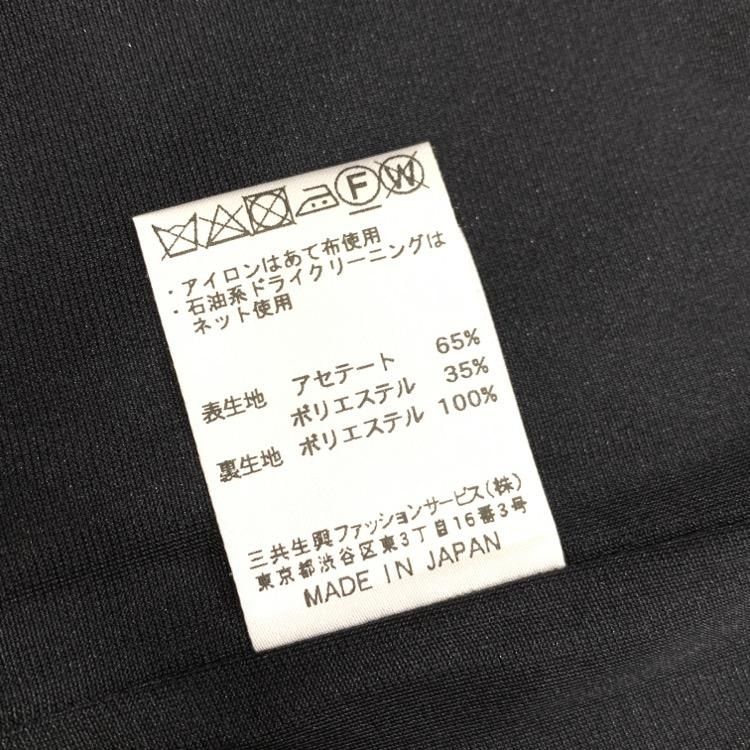 F W
・アイロンはあて布使用
・石油系ドライクリーニングは
ネット使用
表生地 アセテート 65%
ポリエステル 35%
裏生地 ポリエステル 100%
三共生興ファッションサービス(株)
東京都渋谷区東3丁目16番3号
MADE IN JAPAN